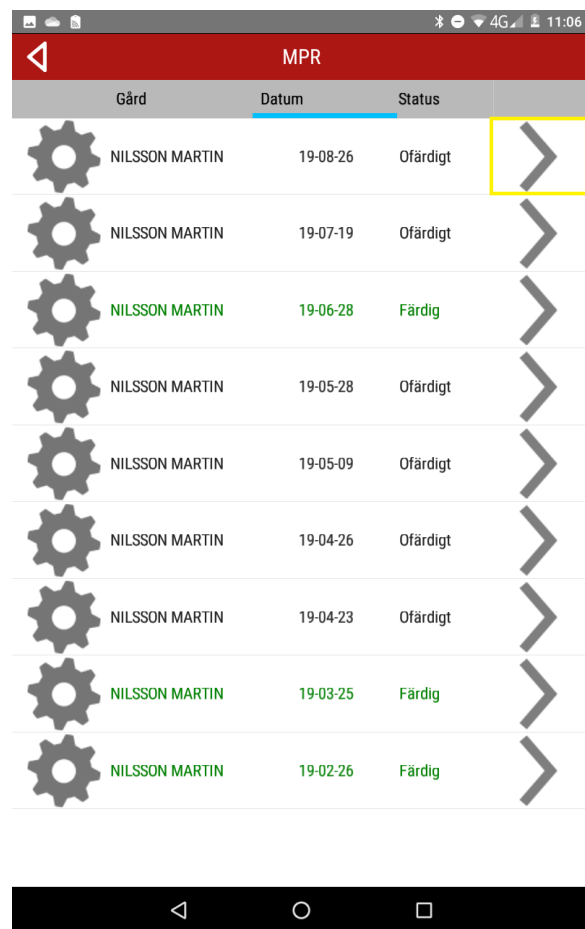 4G 11:06
MPR
Gård Datum Status
NILSSON MARTIN 19-08-26 Ofärdigt
NILSSON MARTIN 19-07-19 Ofärdigt
NILSSON MARTIN 19-06-28 Färdig
NILSSON MARTIN 19-05-28 Ofärdigt
NILSSON MARTIN 19-05-09 Ofärdigt
NILSSON MARTIN 19-04-26 Ofärdigt
NILSSON MARTIN 19-04-23 Ofärdigt
NILSSON MARTIN 19-03-25 Färdig
NILSSON MARTIN 19-02-26 Färdig